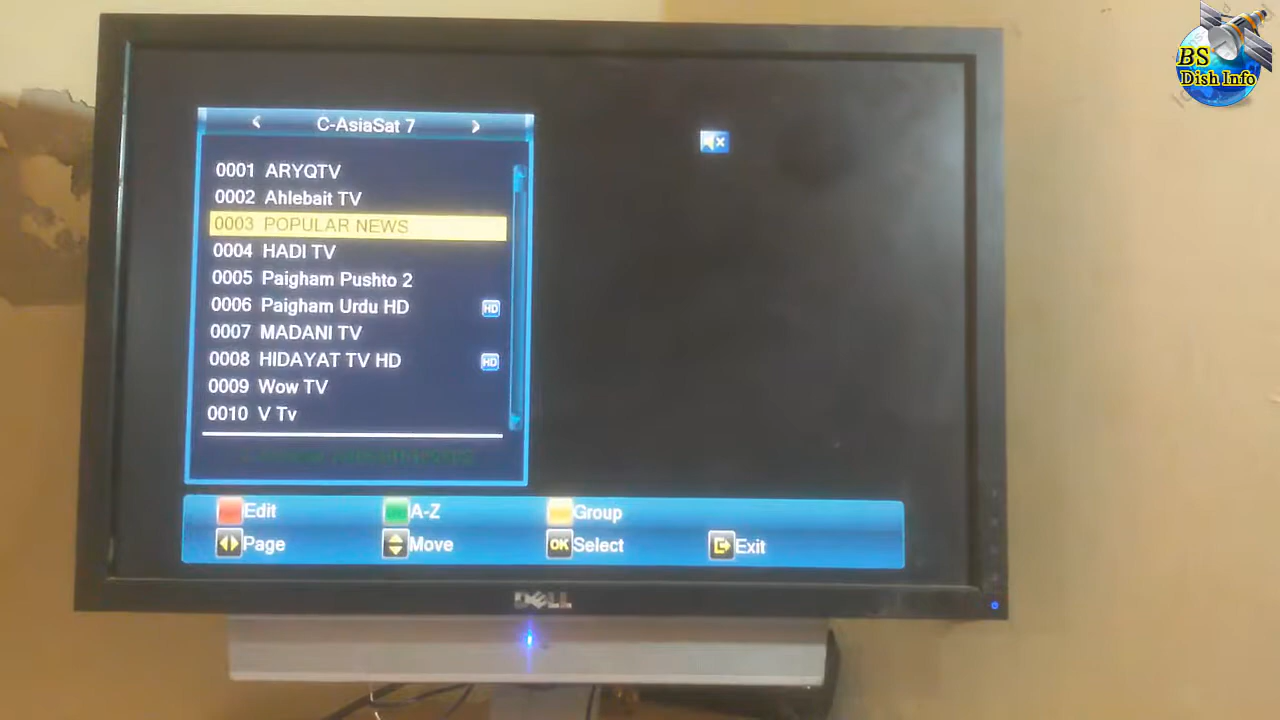 BS
Dish Info
C-AsiaSat 7
0001 ARYQTV
0002 Ahlebait TV
0003 POPULAR NEWS
0004 HADI TV
0005 Paigham Pushto 2
0006 Paigham Urdu HD HD
0007 MADANI TV
0008 HIDAYAT TV HD HD
0009 Wow TV
0010 V Tv
Edit A-Z Group
Page Move OK Select Exit
DELL